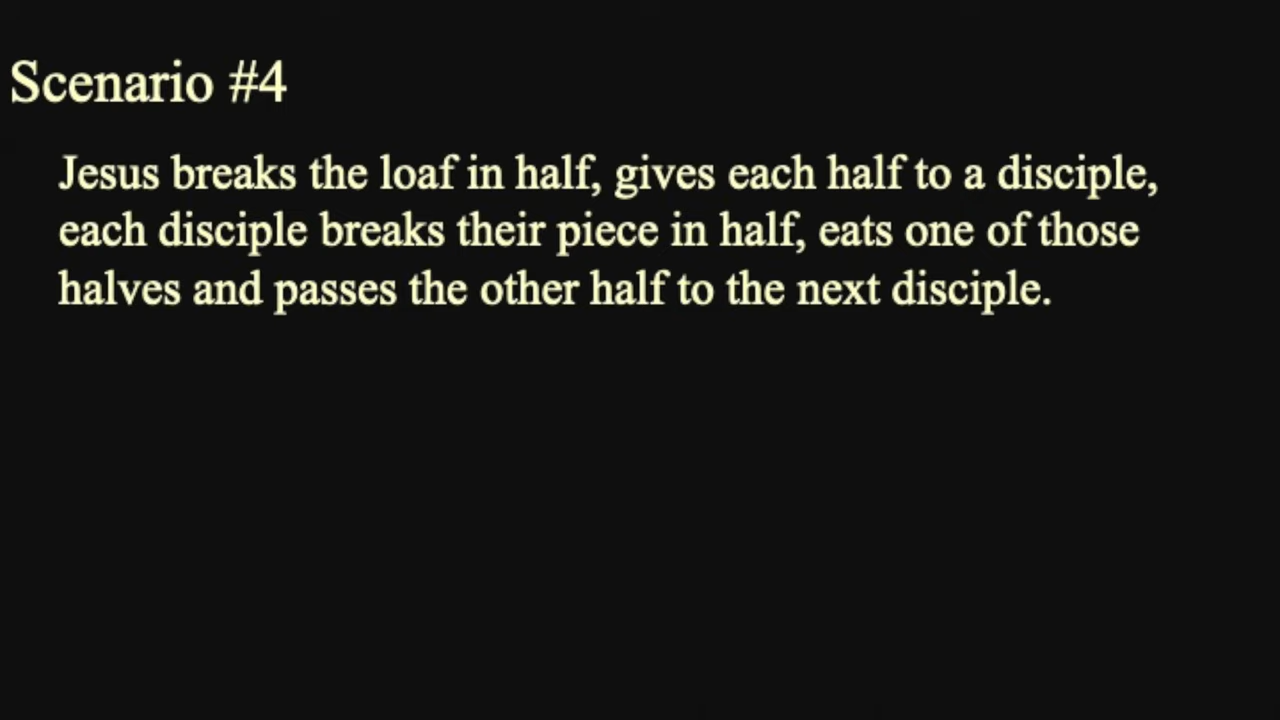 Scenario #4
Jesus breaks the loaf in half, gives each half to a disciple,
each disciple breaks their piece in half, eats one of those
halves and passes the other half to the next disciple.